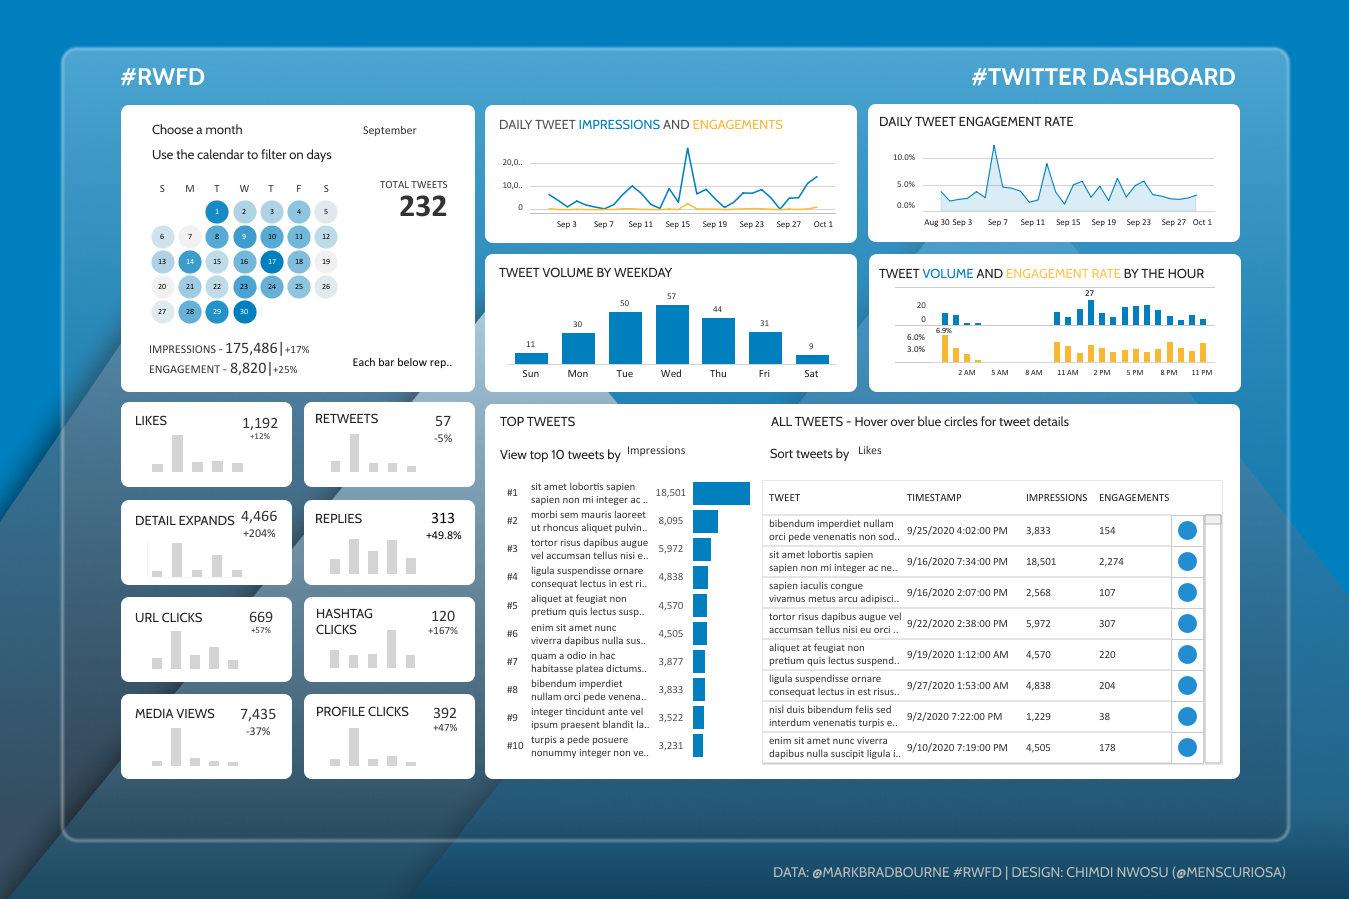 #RWFD
#TWITTER DASHBOARD
Choose a month
September
Use the calendar to filter on days
S M T W T F S
1 2 3 4 5
6 7 8 9 10 11 12
13 14 15 16 17 18 19
20 21 22 23 24 25 26
27 28 29 30
TOTAL TWEETS
232
IMPRESSIONS - 175,486|+17%
ENGAGEMENT - 8,820|+25%
Each bar below rep..
DAILY TWEET IMPRESSIONS AND ENGAGEMENTS
20,0..
10,0..
0
Sep 3 Sep 7 Sep 11 Sep 15 Sep 19 Sep 23 Sep 27 Oct 1
DAILY TWEET ENGAGEMENT RATE
10.0%
5.0%
0.0%
Aug 30 Sep 3 Sep 7 Sep 11 Sep 15 Sep 19 Sep 23 Sep 27 Oct 1
TWEET VOLUME BY WEEKDAY
11 30 50 57 44 31 9
Sun Mon Tue Wed Thu Fri Sat
TWEET VOLUME AND ENGAGEMENT RATE BY THE HOUR
27
20
0
6.9%
6.0%
3.0%
2 AM 5 AM 8 AM 11 AM 2 PM 5 PM 8 PM 11 PM
LIKES
1,192
+12%
RETWEETS
57
-5%
DETAIL EXPANDS
4,466
+204%
REPLIES
313
+49.8%
URL CLICKS
669
+57%
HASHTAG
CLICKS
120
+167%
MEDIA VIEWS
7,435
-37%
PROFILE CLICKS
392
+47%
TOP TWEETS
View top 10 tweets by Impressions
#1 sit amet lobortis sapien
sapien non mi integer ac .. 18,501
#2 morbi sem mauris laoreet
ut rhoncus aliquet pulvin.. 8,095
#3 tortor risus dapibus augue
vel accumsan tellus nisi e.. 5,972
#4 ligula suspendisse ornare
consequat lectus in est ri.. 4,838
#5 aliquet at feugiat non
pretium quis lectus susp.. 4,570
#6 enim sit amet nunc
viverra dapibus nulla sus.. 4,505
#7 quam a odio in hac
habitasse platea dictums.. 3,877
#8 bibendum imperdiet
nullam orci pede venena.. 3,833
#9 integer tincidunt ante vel
ipsum praesent blandit la.. 3,522
#10 turpis a pede posuere
nonummy integer non ve.. 3,231
ALL TWEETS - Hover over blue circles for tweet details
Sort tweets by Likes
TWEET TIMESTAMP IMPRESSIONS ENGAGEMENTS
bibendum imperdiet nullam
orci pede venenatis non sod.. 9/25/2020 4:02:00 PM 3,833 154
sit amet lobortis sapien
sapien non mi integer ac ne.. 9/16/2020 7:34:00 PM 18,501 2,274
sapien iaculis congue
vivamus metus arcu adipisci.. 9/16/2020 2:07:00 PM 2,568 107
tortor risus dapibus augue vel
accumsan tellus nisi eu orci .. 9/22/2020 2:38:00 PM 5,972 307
aliquet at feugiat non
pretium quis lectus suspend.. 9/19/2020 1:12:00 AM 4,570 220
ligula suspendisse ornare
consequat lectus in est risus.. 9/27/2020 1:53:00 AM 4,838 204
nisl duis bibendum felis sed
interdum venenatis turpis e.. 9/2/2020 7:22:00 PM 1,229 38
enim sit amet nunc viverra
dapibus nulla suscipit ligula i.. 9/10/2020 7:19:00 PM 4,505 178
DATA: @MARKBRADBOURNE #RWFD | DESIGN: CHIMDI NWOSU (@MENSCURIOSA)